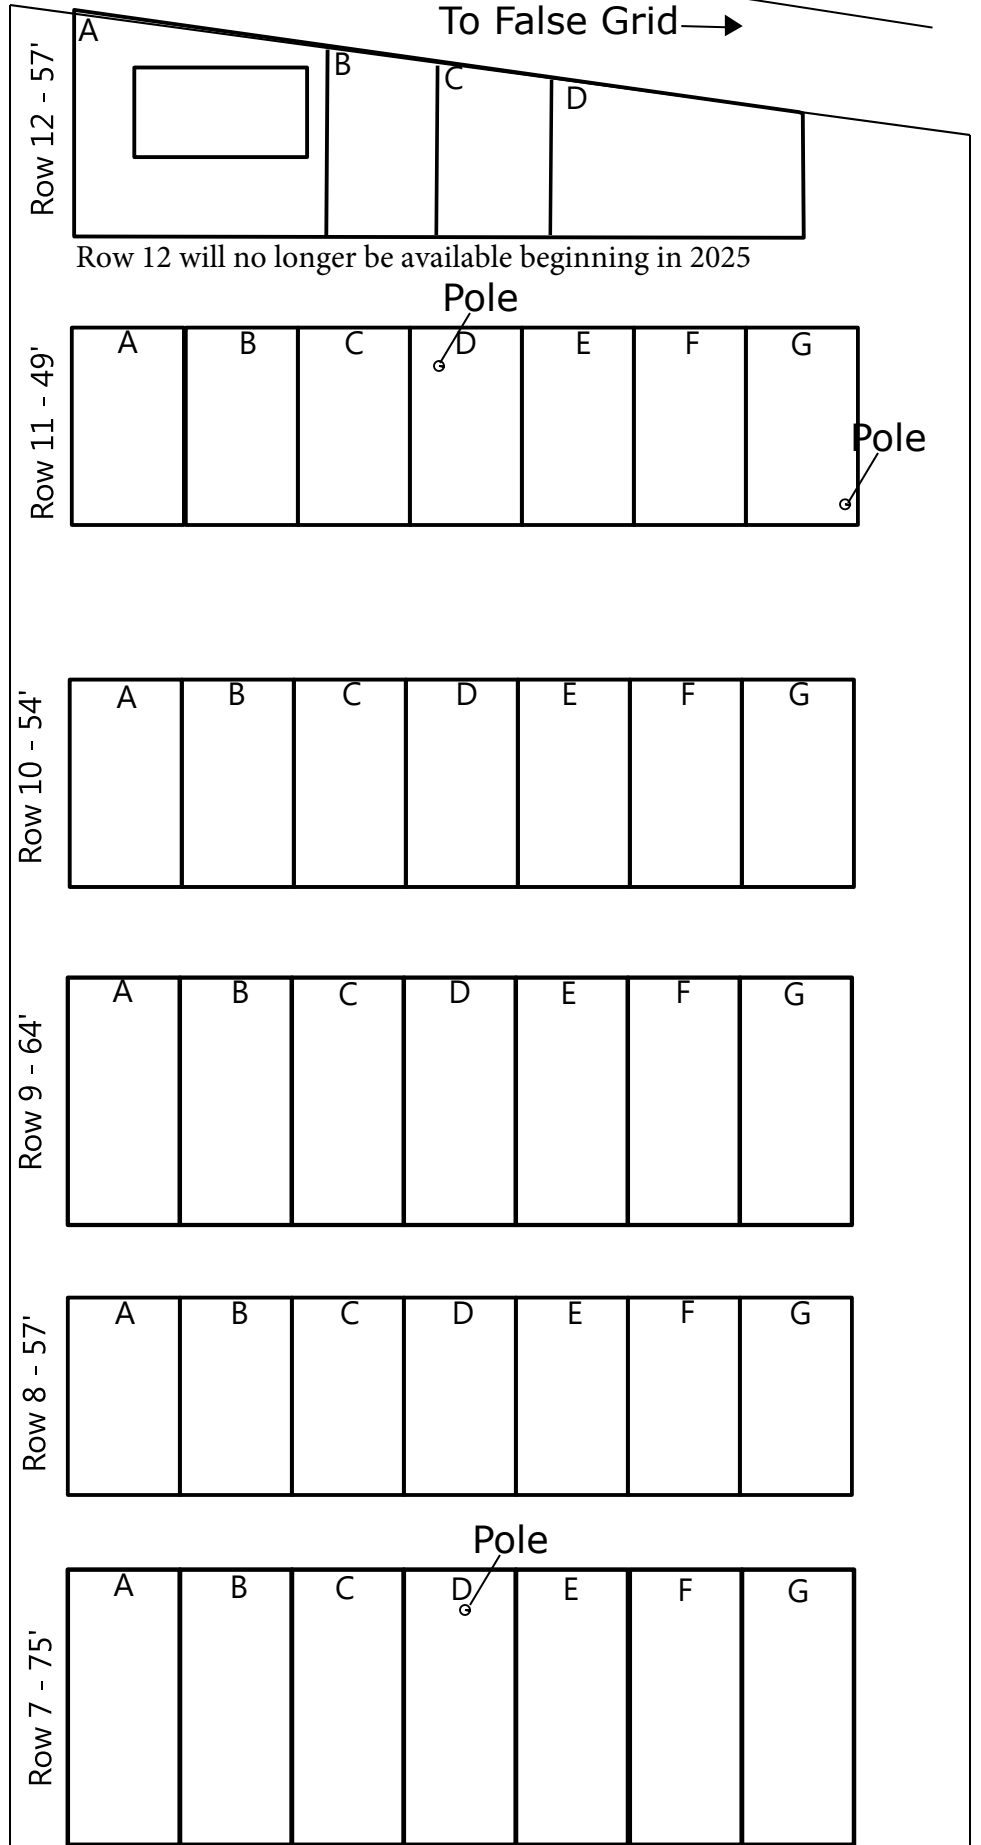 To False Grid
A
B
C
D
Row 12 - 57'
Row 12 will no longer be available beginning in 2025
Pole
A B C D E F G
Row 11 - 49'
Pole
A B C D E F G
Row 10 - 54'
A B C D E F G
Row 9 - 64'
A B C D E F G
Row 8 - 57'
Pole
A B C D E F G
Row 7 - 75'